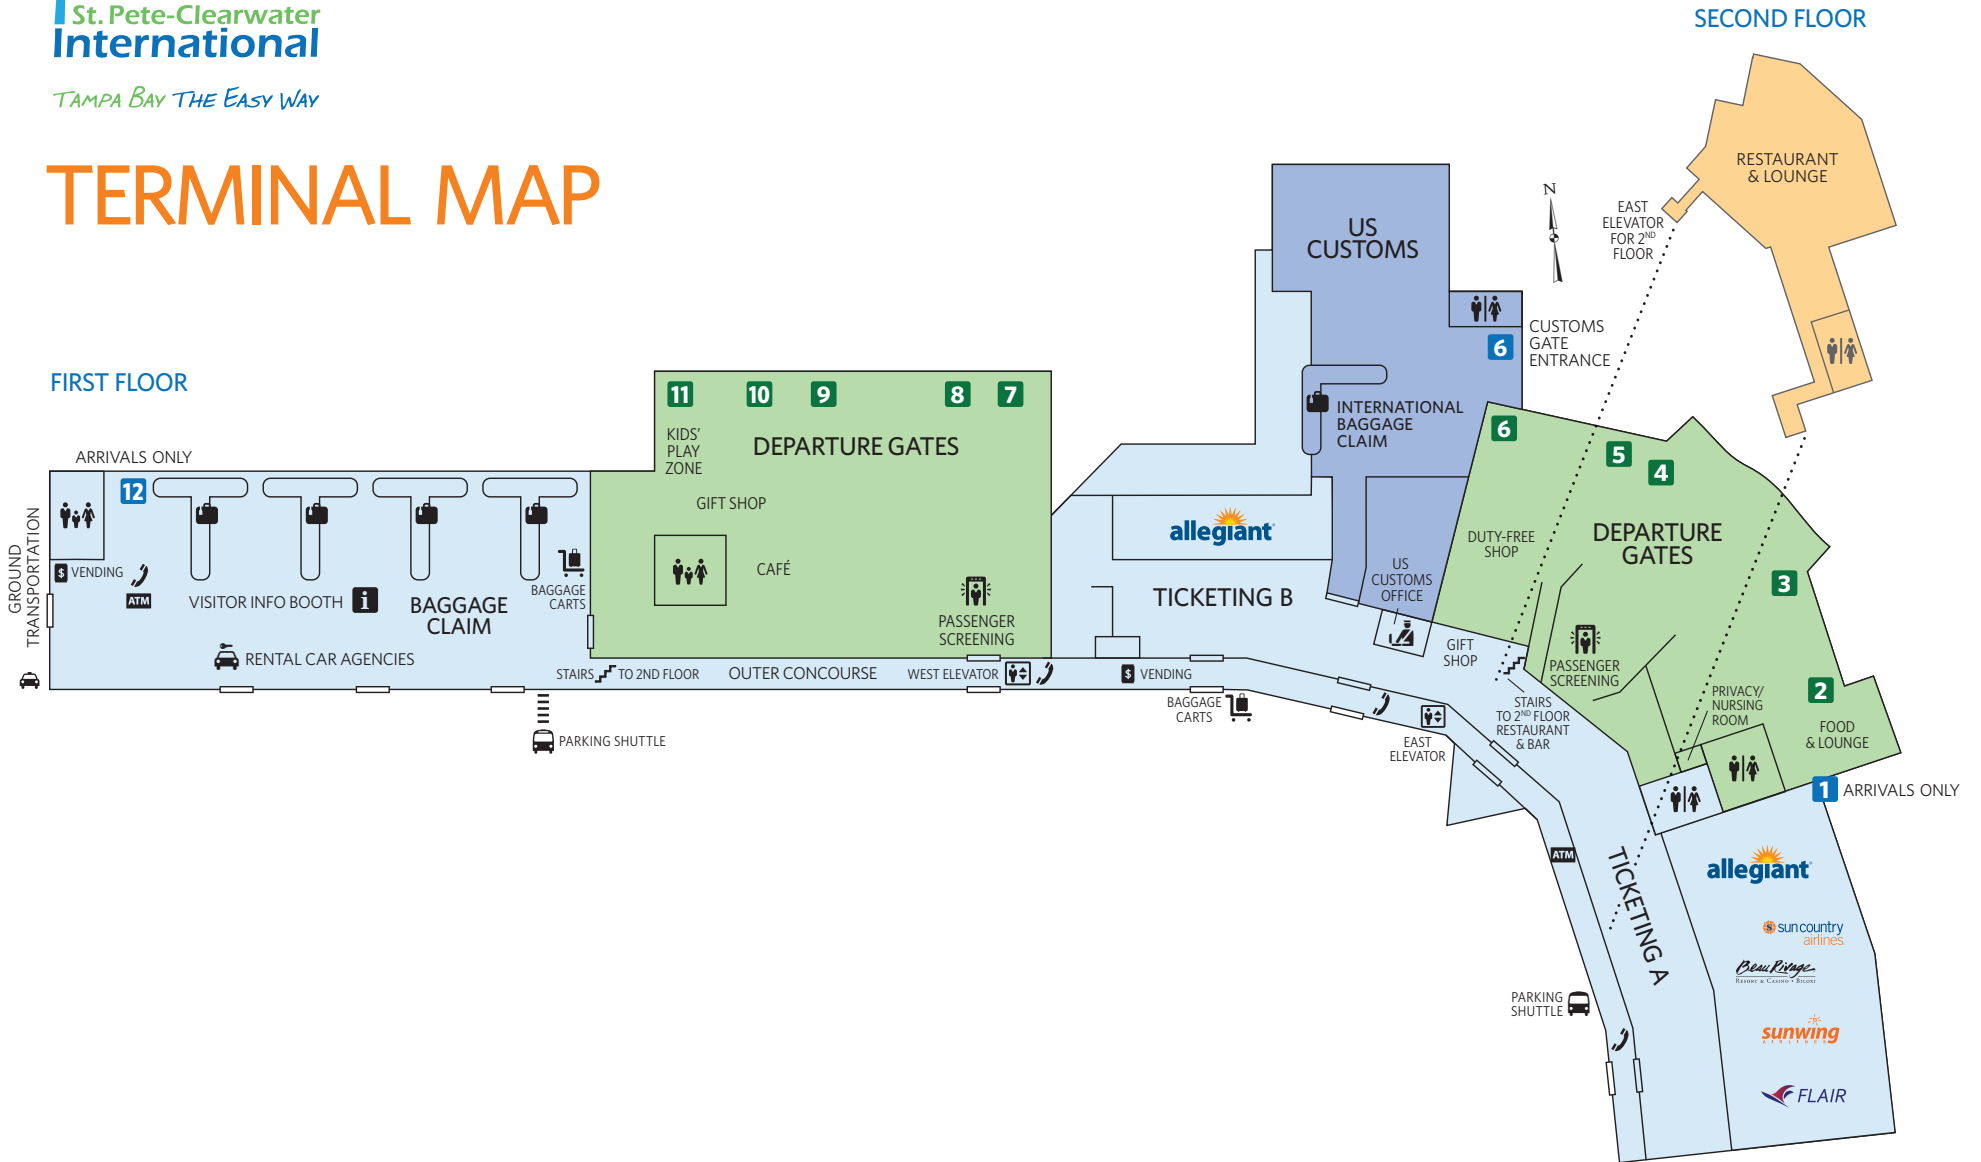 St. Pete-Clearwater
International
TAMPA BAY THE EASY WAY
TERMINAL MAP
SECOND FLOOR
RESTAURANT
& LOUNGE
EAST
ELEVATOR
FOR 2ND
FLOOR
N
US
CUSTOMS
6
CUSTOMS
GATE
ENTRANCE
INTERNATIONAL
BAGGAGE
CLAIM
FIRST FLOOR
ARRIVALS ONLY
12
GROUND
TRANSPORTATION
$ VENDING
ATM
VISITOR INFO BOOTH i
BAGGAGE
CLAIM
BAGGAGE
CARTS
RENTAL CAR AGENCIES
11
10
9
8
7
KIDS'
PLAY
ZONE
DEPARTURE GATES
GIFT SHOP
CAFÉ
PASSENGER
SCREENING
STAIRS TO 2ND FLOOR
OUTER CONCOURSE
WEST ELEVATOR
PARKING SHUTTLE
allegiant
TICKETING B
$ VENDING
BAGGAGE
CARTS
US
CUSTOMS
OFFICE
EAST
ELEVATOR
GIFT
SHOP
STAIRS
TO 2ND FLOOR
RESTAURANT
& BAR
6
5
4
3
2
DUTY-FREE
SHOP
DEPARTURE
GATES
PASSENGER
SCREENING
PRIVACY/
NURSING
ROOM
FOOD
& LOUNGE
1 ARRIVALS ONLY
ATM
TICKETING A
PARKING
SHUTTLE
allegiant
sun country
airlines
Beau Rivage
RESORT & CASINO • BILOXI
sunwing
AIRLINES
FLAIR